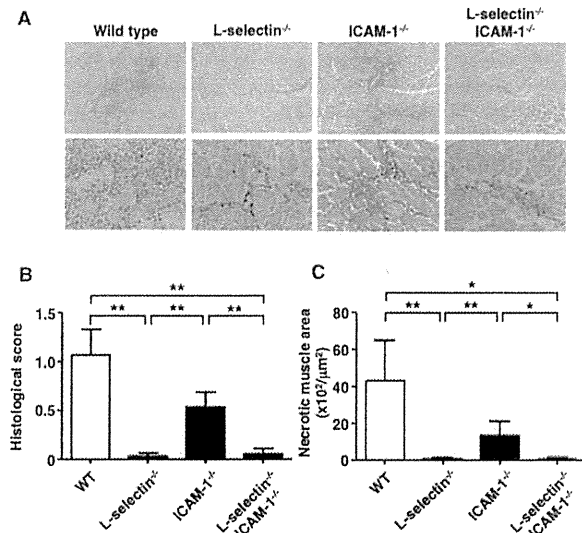 A
Wild type
L-selectin-/-
ICAM-1-/-
L-selectin-/-
ICAM-1-/-
B
**
** ** **
Histological score
1.5
1.0
0.5
0
WT
L-selectin-/-
ICAM-1-/-
L-selectin-/-
ICAM-1-/-
C
*
** ** *
Necrotic muscle area
(x10²/μm²)
80
60
40
20
0
WT
L-selectin-/-
ICAM-1-/-
L-selectin-/-
ICAM-1-/-